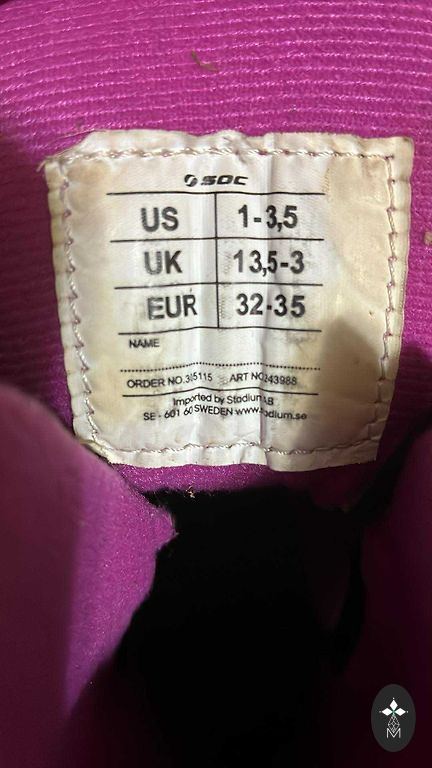 SOC
US 1-3,5
UK 13,5-3
EUR 32-35
NAME
ORDER NO. 315115 ART NO 243988
Imported by Stadium AB
SE - 601 60 SWEDEN www.stadium.se
M